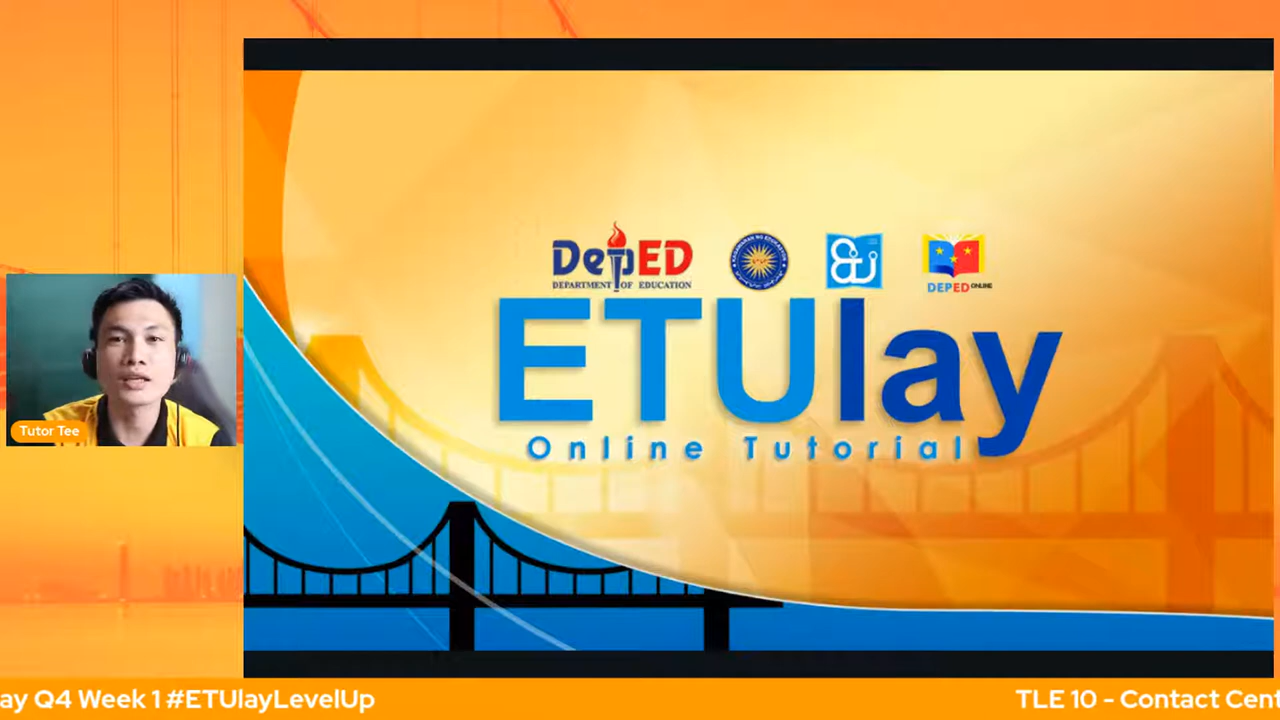 DepED
DEPARTMENT OF EDUCATION
DEPED ONLINE
ETUlay
Online Tutorial
Tutor Tee
ay Q4 Week 1 #ETUlayLevelUp
TLE 10 - Contact Cent